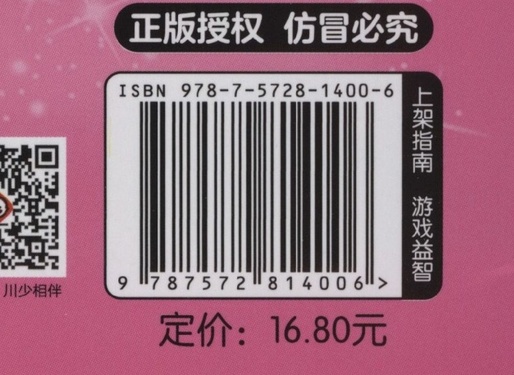 正版授权 仿冒必究
ISBN 978-7-5728-1400-6
上架指南 游戏益智
9 787572 814006 >
川少相伴
定价：16.80元